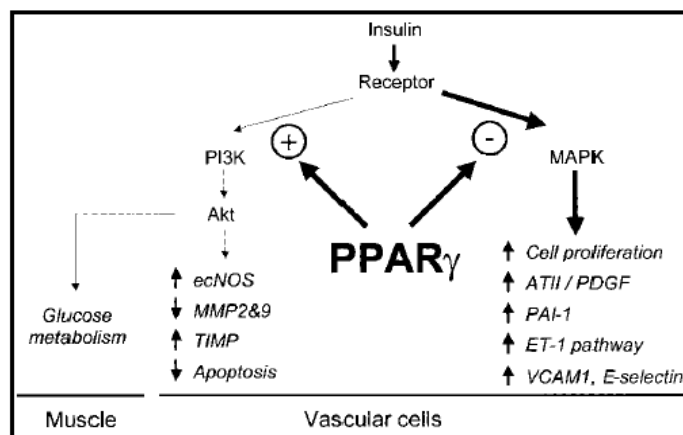 Insulin
Receptor
+
-
PI3K
MAPK
Akt
PPARγ
Cell proliferation
ecNOS
ATII / PDGF
Glucose
metabolism
MMP2&9
PAI-1
TIMP
ET-1 pathway
Apoptosis
VCAM1, E-selectin
Muscle
Vascular cells